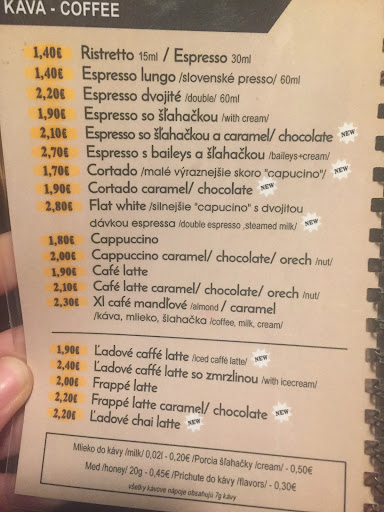 KÁVA - COFFEE
1,40€ Ristretto 15ml / Espresso 30ml
1,40€ Espresso lungo /slovenské presso/ 60ml
2,20€ Espresso dvojité /double/ 60ml
1,90€ Espresso so šľahačkou /with cream/
2,10€ Espresso so šľahačkou a caramel/ chocolate NEW
2,70€ Espresso s baileys a šľahačkou /baileys+cream/
1,70€ Cortado /malé výraznejšie skoro "capucino"/ NEW
1,90€ Cortado caramel/ chocolate NEW
2,80€ Flat white /silnejšie "capucino" s dvojitou
dávkou espressa /double espresso ,steamed milk/ NEW
1,80€ Cappuccino
2,00€ Cappuccino caramel/ chocolate/ orech /nut/
1,90€ Café latte
2,10€ Café latte caramel/ chocolate/ orech /nut/
2,30€ Xl café mandľové /almond / caramel
/káva, mlieko, šlahačka /coffee, milk, cream/
1,90€ Ľadové caffé latte /iced caffé latte/ NEW
2,40€ Ľadové caffé latte so zmrzlinou /with icecream/
2,00€ Frappé latte
2,20€ Frappé latte caramel/ chocolate NEW
2,20€ Ľadové chai latte NEW
Mlieko do kávy /milk/ 0,02l - 0,20€ /Porcia šľahačky /cream/ - 0,50€
Med /honey/ 20g - 0,45€ /Príchute do kávy /flavors/ - 0,30€
všetky kávové nápoje obsahujú 7g kávy